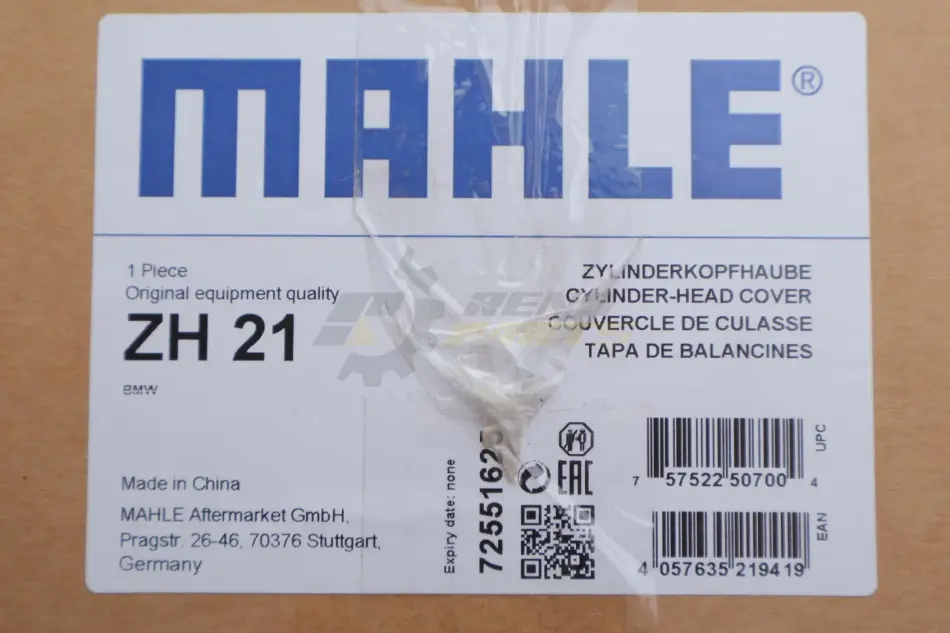 MAHLE®
1 Piece
Original equipment quality
ZH 21
BMW
ZYLINDERKOPFHAUBE
CYLINDER-HEAD COVER
COUVERCLE DE CULASSE
TAPA DE BALANCINES
Made in China
MAHLE Aftermarket GmbH,
Pragstr. 26-46, 70376 Stuttgart,
Germany
Expiry date: none
EAC
7 57522 50700 4
UPC
4 057635 219419
EAN